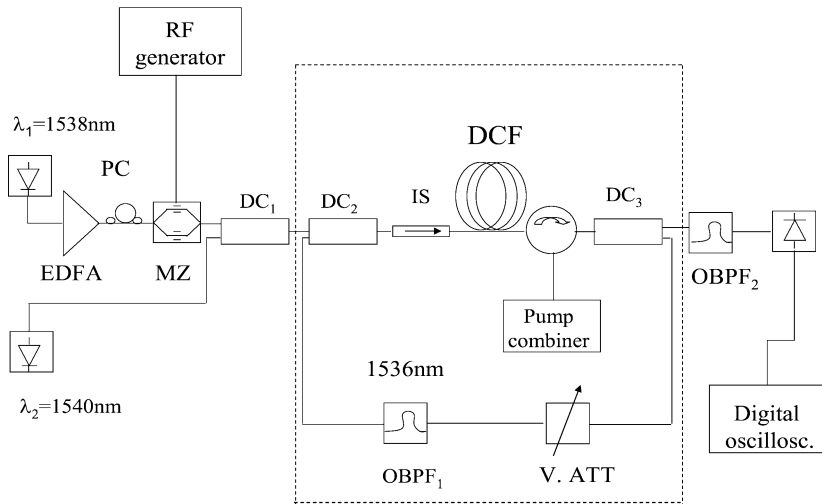 RF
generator
λ₁=1538nm
PC
EDFA
MZ
DC₁
DC₂
IS
DCF
DC₃
OBPF₂
Pump
combiner
λ₂=1540nm
1536nm
OBPF₁
V. ATT
Digital
oscillosc.